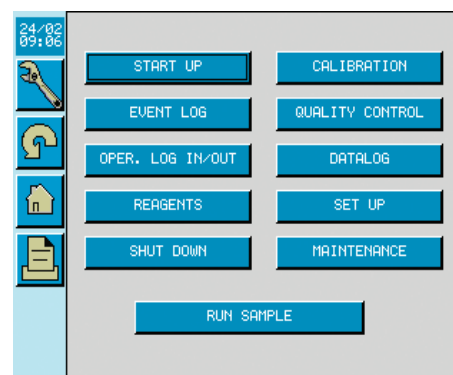 24/02
09:06
START UP
CALIBRATION
EVENT LOG
QUALITY CONTROL
OPER. LOG IN/OUT
DATALOG
REAGENTS
SET UP
SHUT DOWN
MAINTENANCE
RUN SAMPLE